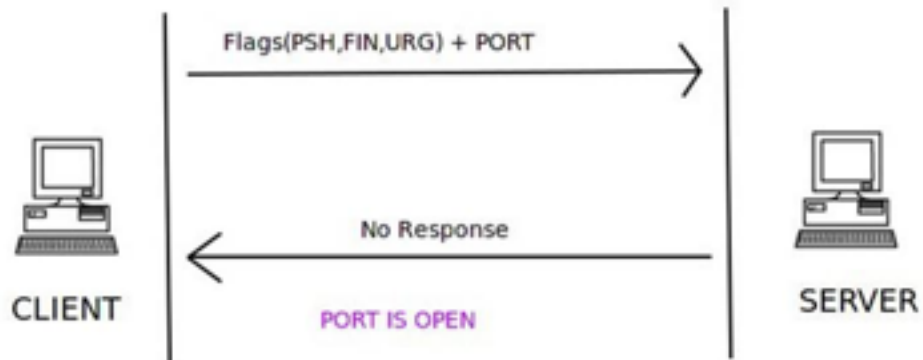 Flags(PSH,FIN,URG) + PORT
No Response
CLIENT
SERVER
PORT IS OPEN